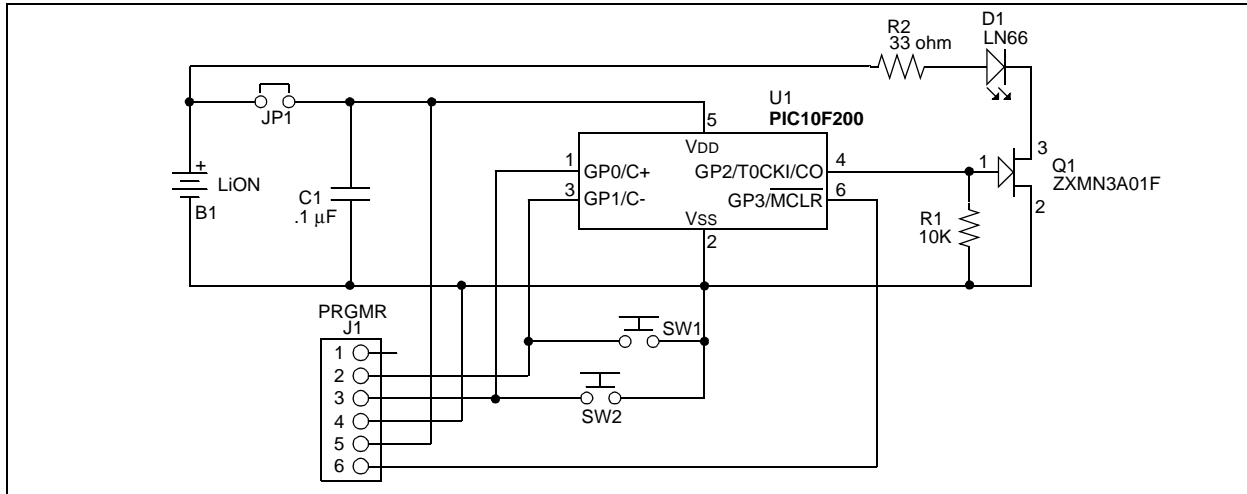 R2
33 ohm
D1
LN66
JP1
U1
PIC10F200
5
VDD
1
GP0/C+
GP2/T0CKI/CO
4
3
GP1/C-
GP3/MCLR
6
VSS
2
+
LiON
B1
C1
.1 µF
1
3
Q1
ZXMN3A01F
2
R1
10K
PRGMR
J1
1
2
3
4
5
6
SW1
SW2